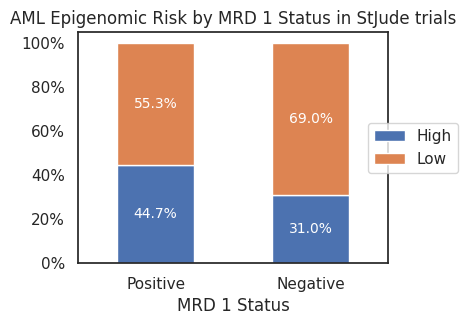 AML Epigenomic Risk by MRD 1 Status in StJude trials
100%
80%
60%
40%
20%
0%
55.3%
44.7%
69.0%
31.0%
High
Low
Positive
Negative
MRD 1 Status